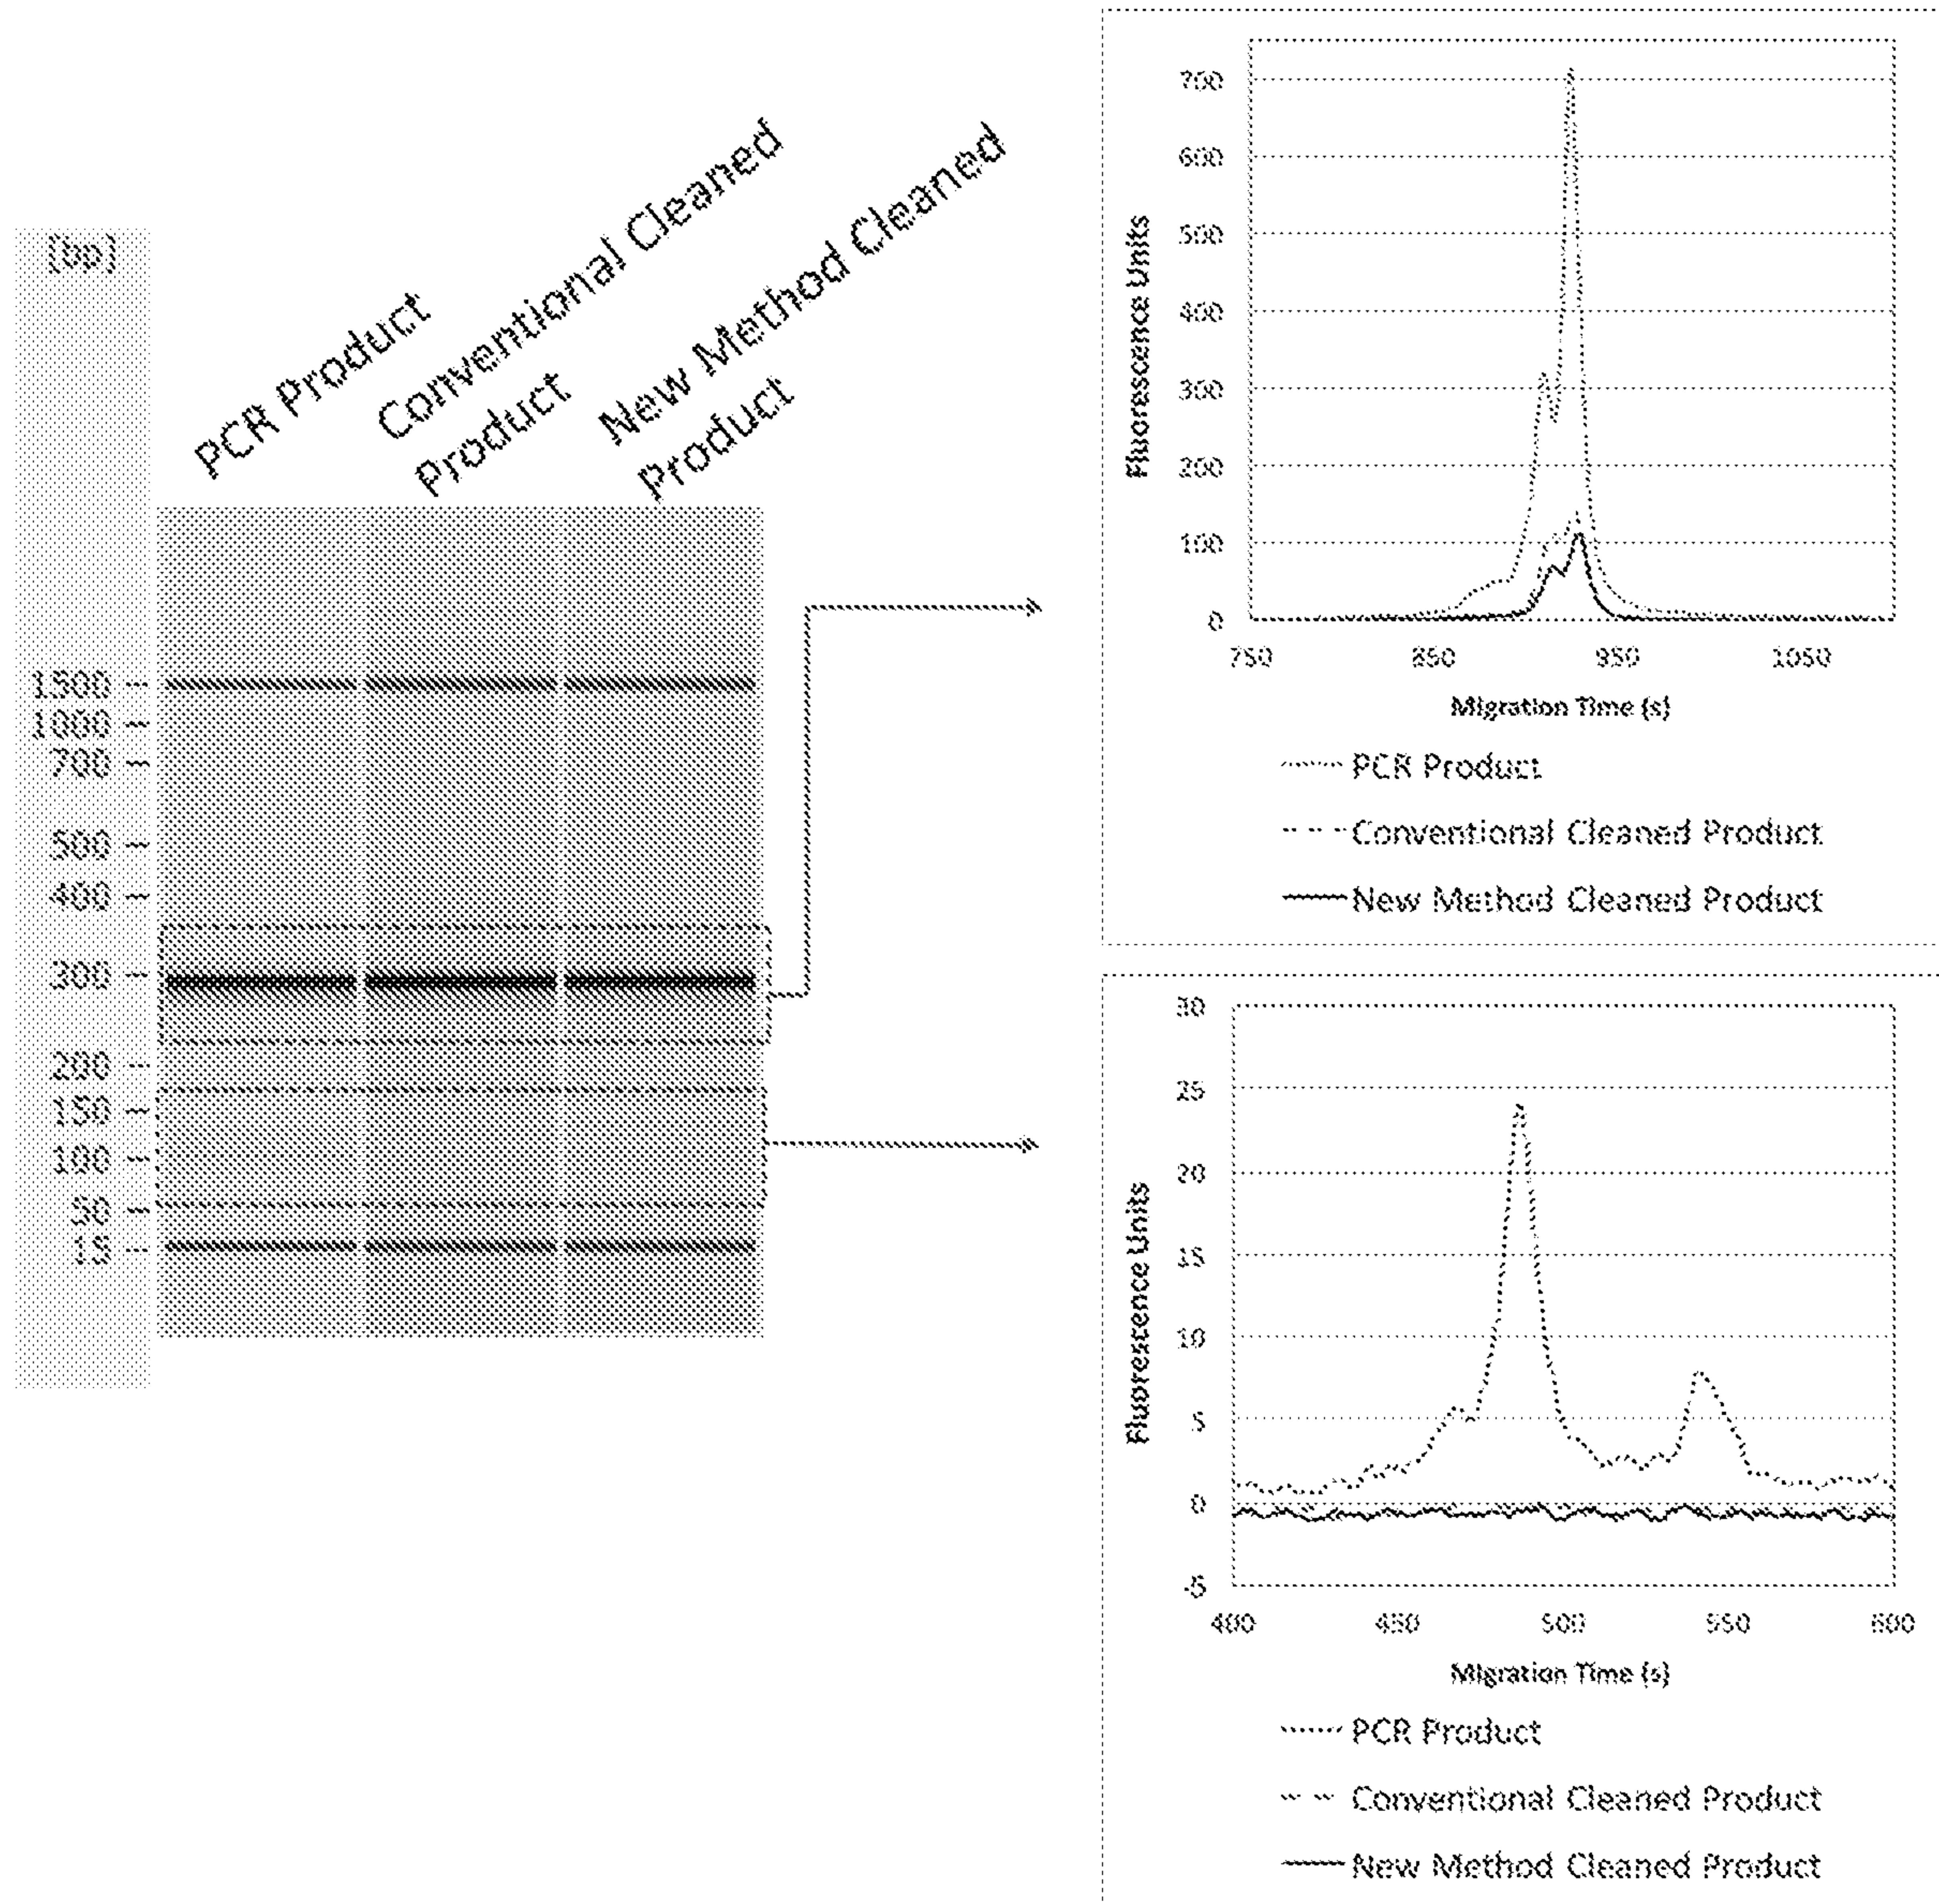 [bp]
1500
1000
700
500
400
300
200
150
100
50
15
PCR Product
Conventional Cleaned
Product
New Method Cleaned
Product
700
600
500
400
300
200
100
0
Fluorescence Units
750 850 950 1050
Migration Time (s)
PCR Product
Conventional Cleaned Product
New Method Cleaned Product
30
25
20
15
10
5
0
-5
Fluorescence Units
400 450 500 550 600
Migration Time (s)
PCR Product
Conventional Cleaned Product
New Method Cleaned Product